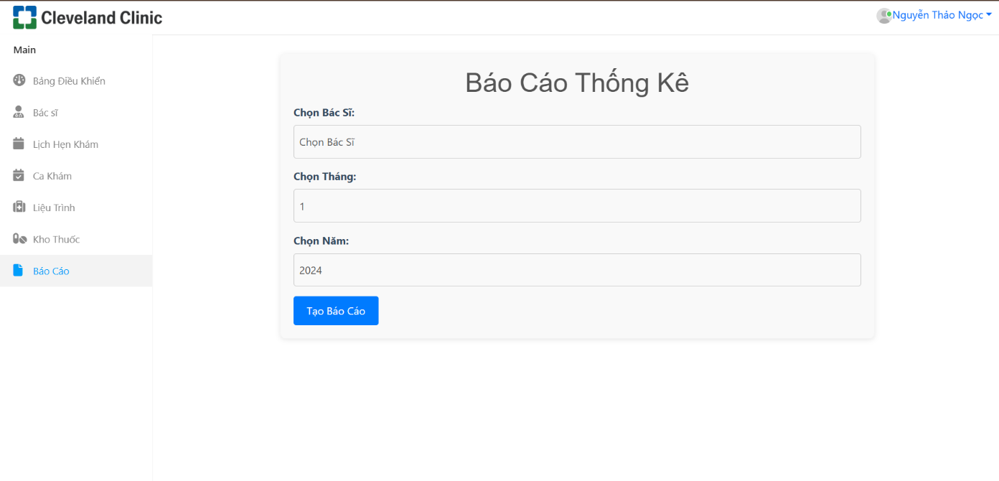 Cleveland Clinic
Nguyễn Thảo Ngọc
Main
Bảng Điều Khiển
Bác sĩ
Lịch Hẹn Khám
Ca Khám
Liệu Trình
Kho Thuốc
Báo Cáo
Báo Cáo Thống Kê
Chọn Bác Sĩ:
Chọn Bác Sĩ
Chọn Tháng:
1
Chọn Năm:
2024
Tạo Báo Cáo